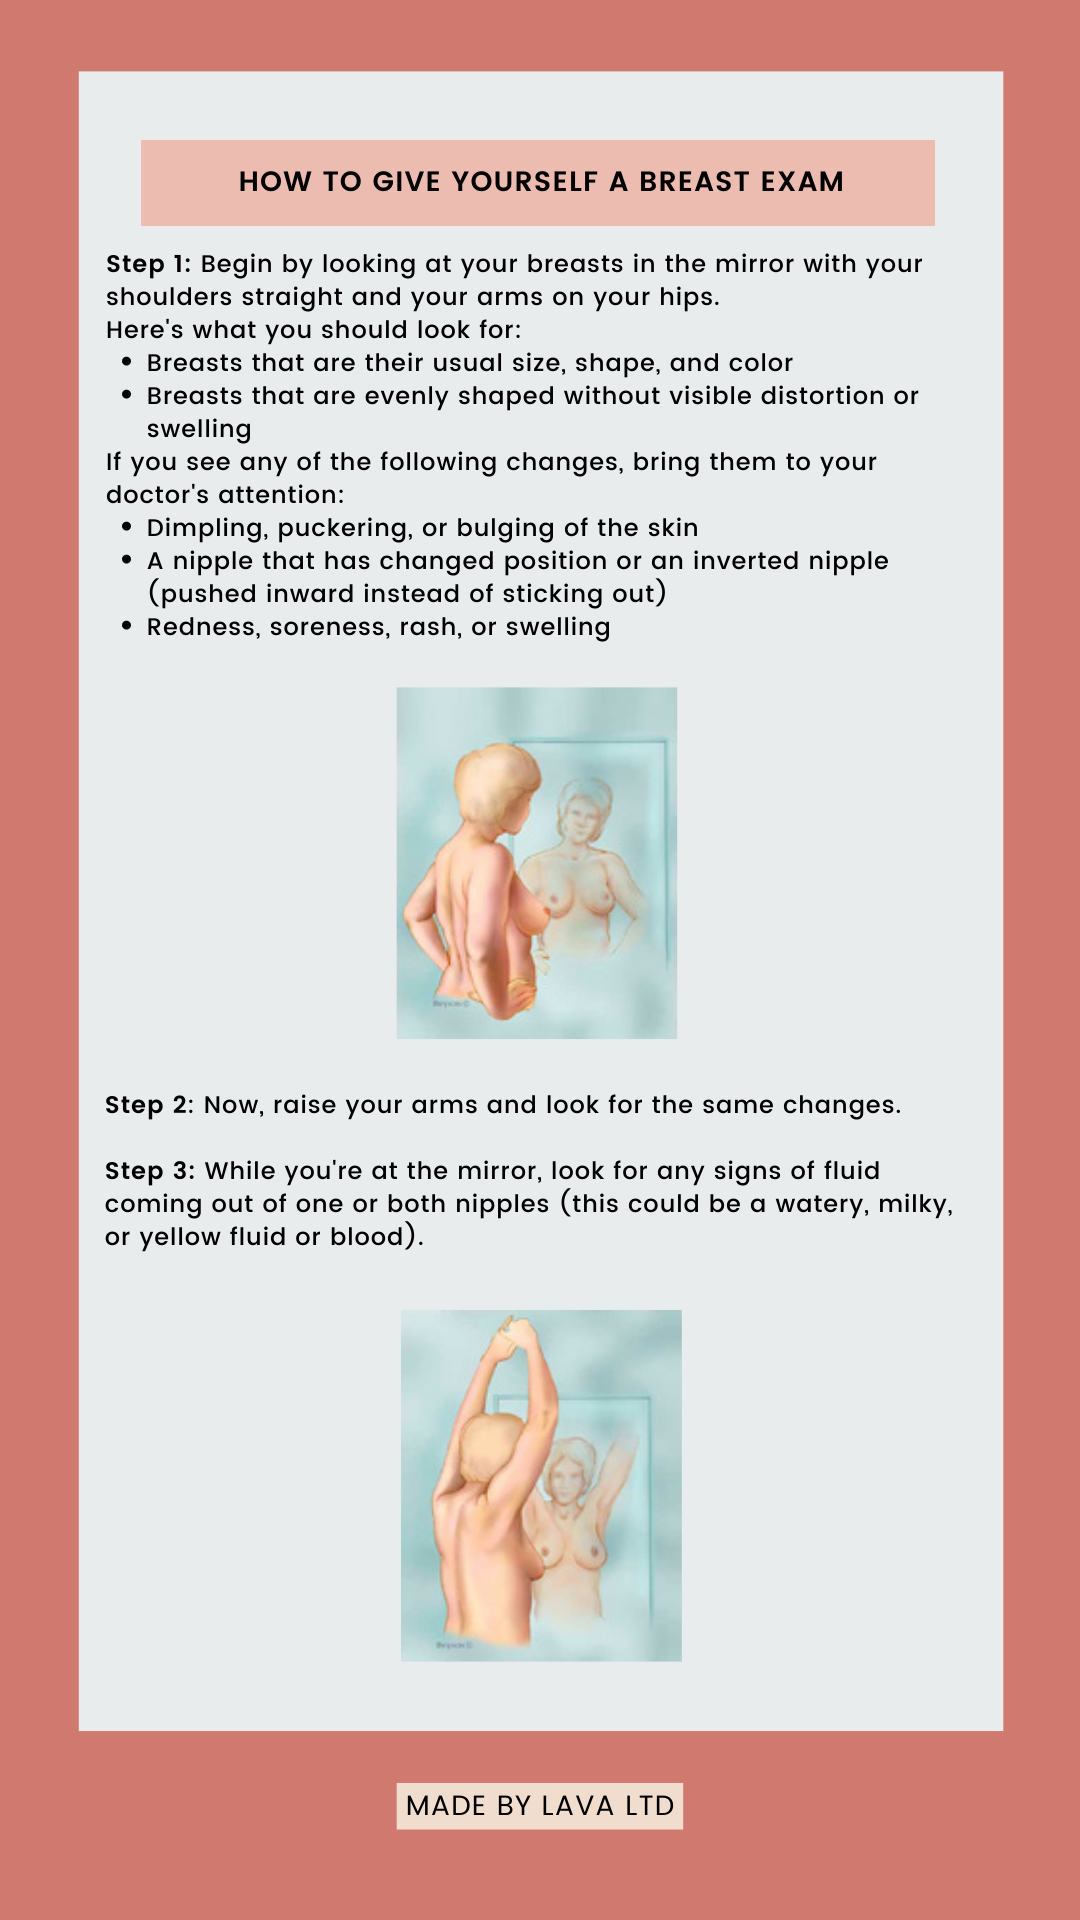 HOW TO GIVE YOURSELF A BREAST EXAM
Step 1: Begin by looking at your breasts in the mirror with your
shoulders straight and your arms on your hips.
Here's what you should look for:
• Breasts that are their usual size, shape, and color
• Breasts that are evenly shaped without visible distortion or
swelling
If you see any of the following changes, bring them to your
doctor's attention:
• Dimpling, puckering, or bulging of the skin
• A nipple that has changed position or an inverted nipple
(pushed inward instead of sticking out)
• Redness, soreness, rash, or swelling
Step 2: Now, raise your arms and look for the same changes.
Step 3: While you're at the mirror, look for any signs of fluid
coming out of one or both nipples (this could be a watery, milky,
or yellow fluid or blood).
MADE BY LAVA LTD